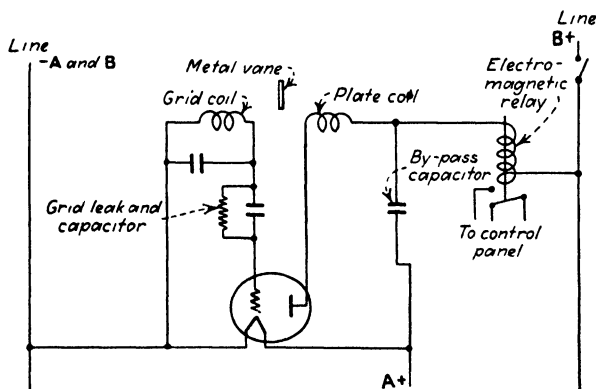 Line
-A and B
Metal vane
Grid coil
Plate coil
Line
B+
Electro-
magnetic
relay
By-pass
capacitor
Grid leak and
capacitor
To control
panel
A+